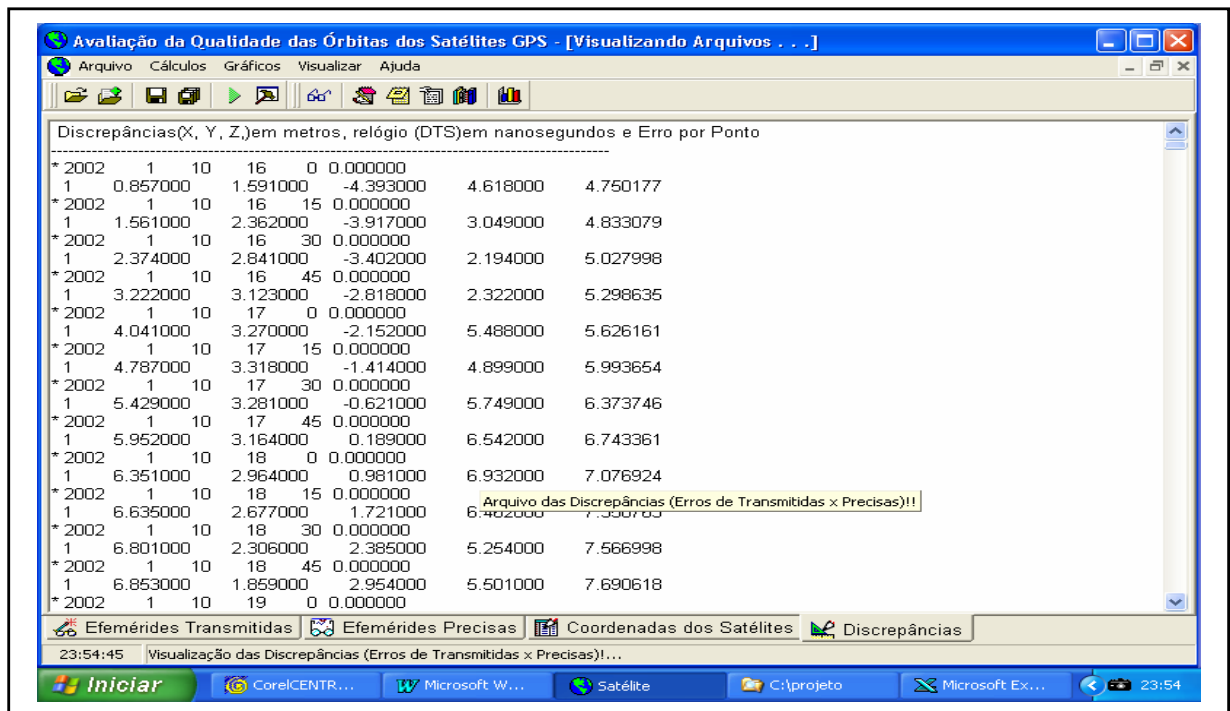 Avaliação da Qualidade das Órbitas dos Satélites GPS - [Visualizando Arquivos . . .]
Arquivo Cálculos Gráficos Visualizar Ajuda
Discrepâncias(X, Y, Z,)em metros, relógio (DTS)em nanosegundos e Erro por Ponto
--------------------------------------------------------------------------------------------
* 2002 1 10 16 0 0.000000
1 0.857000 1.591000 -4.393000 4.618000 4.750177
* 2002 1 10 16 15 0.000000
1 1.561000 2.362000 -3.917000 3.049000 4.833079
* 2002 1 10 16 30 0.000000
1 2.374000 2.841000 -3.402000 2.194000 5.027998
* 2002 1 10 16 45 0.000000
1 3.222000 3.123000 -2.818000 2.322000 5.298635
* 2002 1 10 17 0 0.000000
1 4.041000 3.270000 -2.152000 5.488000 5.626161
* 2002 1 10 17 15 0.000000
1 4.787000 3.318000 -1.414000 4.899000 5.993654
* 2002 1 10 17 30 0.000000
1 5.429000 3.281000 -0.621000 5.749000 6.373746
* 2002 1 10 17 45 0.000000
1 5.952000 3.164000 0.189000 6.542000 6.743361
* 2002 1 10 18 0 0.000000
1 6.351000 2.964000 0.981000 6.932000 7.076924
* 2002 1 10 18 15 0.000000
Arquivo das Discrepâncias (Erros de Transmitidas x Precisas)!!
1 6.635000 2.677000 1.721000
* 2002 1 10 18 30 0.000000
1 6.801000 2.306000 2.385000 5.254000 7.566998
* 2002 1 10 18 45 0.000000
1 6.853000 1.859000 2.954000 5.501000 7.690618
* 2002 1 10 19 0 0.000000
Efemérides Transmitidas Efemérides Precisas Coordenadas dos Satélites Discrepâncias
23:54:45 Visualização das Discrepâncias (Erros de Transmitidas x Precisas)!...
Iniciar CorelCENTR... Microsoft W... Satélite C:\projeto Microsoft Ex... 23:54